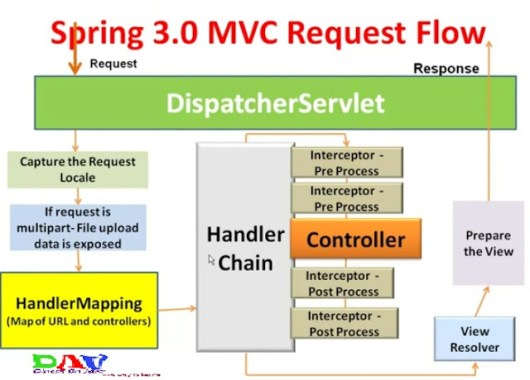 Spring 3.0 MVC Request Flow
Request
Response
DispatcherServlet
Capture the Request
Locale
If request is
multipart- File upload
data is exposed
HandlerMapping
(Map of URL and controllers)
Handler
Chain
Interceptor -
Pre Process
Interceptor -
Pre Process
Controller
Interceptor -
Post Process
Interceptor -
Post Process
Prepare
the View
View
Resolver